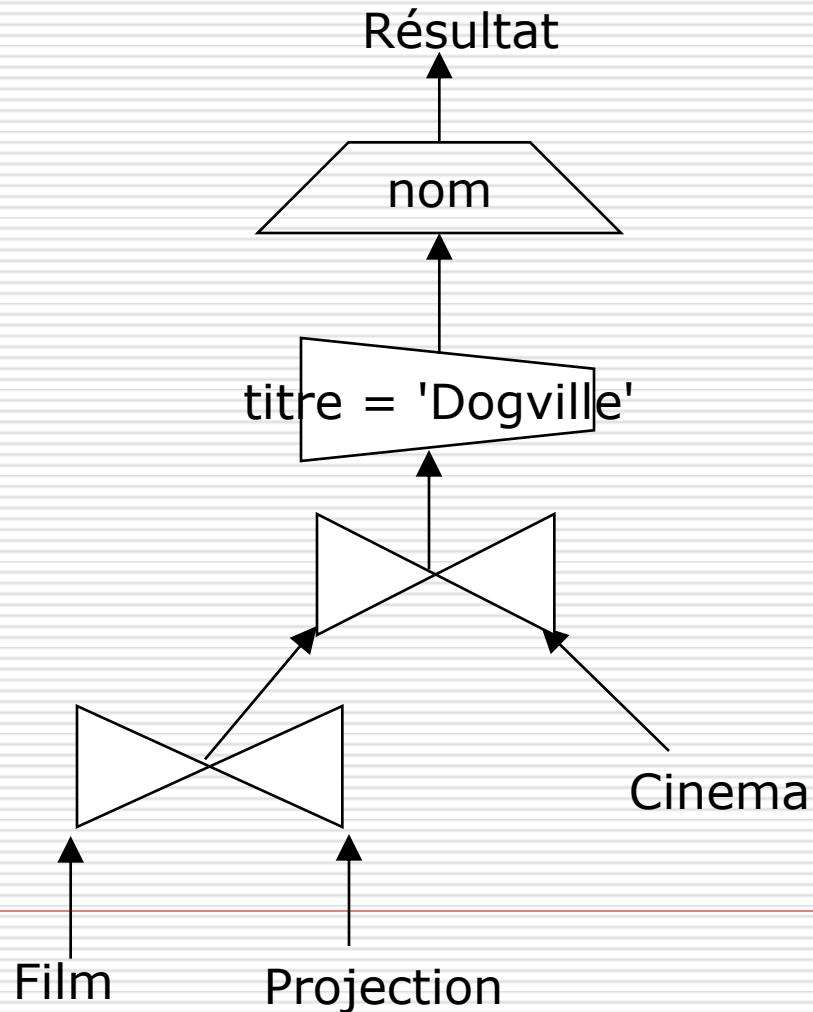 Résultat
nom
titre = 'Dogville'
Cinema
Film
Projection